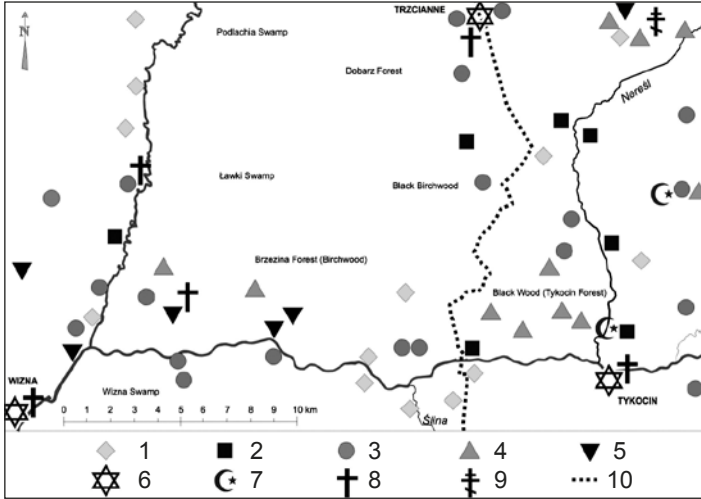 TRZCIANNE
N
Podlachia Swamp
Dobarz Forest
Nereśl
Ławki Swamp
Black Birchwood
Brzezina Forest (Birchwood)
Black Wood (Tykocin Forest)
WIZNA
Wizna Swamp
TYKOCIN
0 1 2 3 4 5 6 7 8 9 10 km
Ślina
1 2 3 4 5
6 7 8 9 10